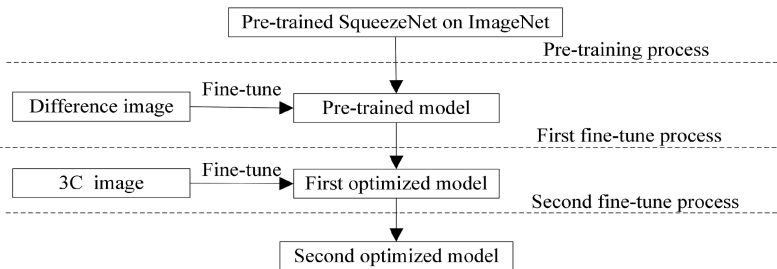 Pre-trained SqueezeNet on ImageNet
Pre-training process
Fine-tune
Difference image
Pre-trained model
First fine-tune process
Fine-tune
3C image
First optimized model
Second fine-tune process
Second optimized model